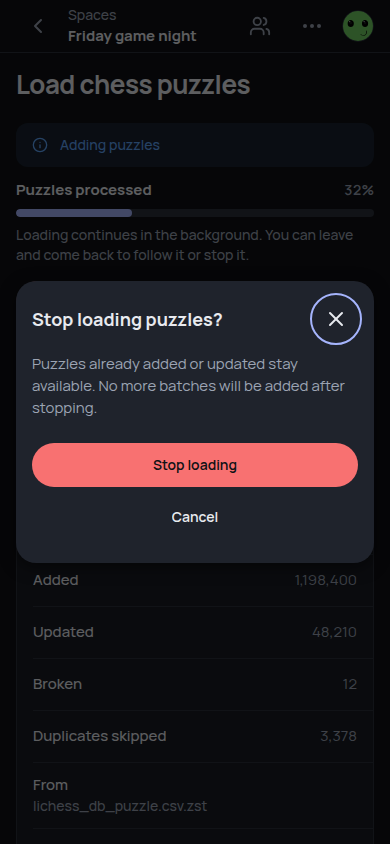 Spaces
Friday game night
Load chess puzzles
Adding puzzles
Puzzles processed
32%
Loading continues in the background. You can leave
and come back to follow it or stop it.
Stop loading puzzles?
Puzzles already added or updated stay
available. No more batches will be added after
stopping.
Stop loading
Cancel
Added
1,198,400
Updated
48,210
Broken
12
Duplicates skipped
3,378
From
lichess_db_puzzle.csv.zst